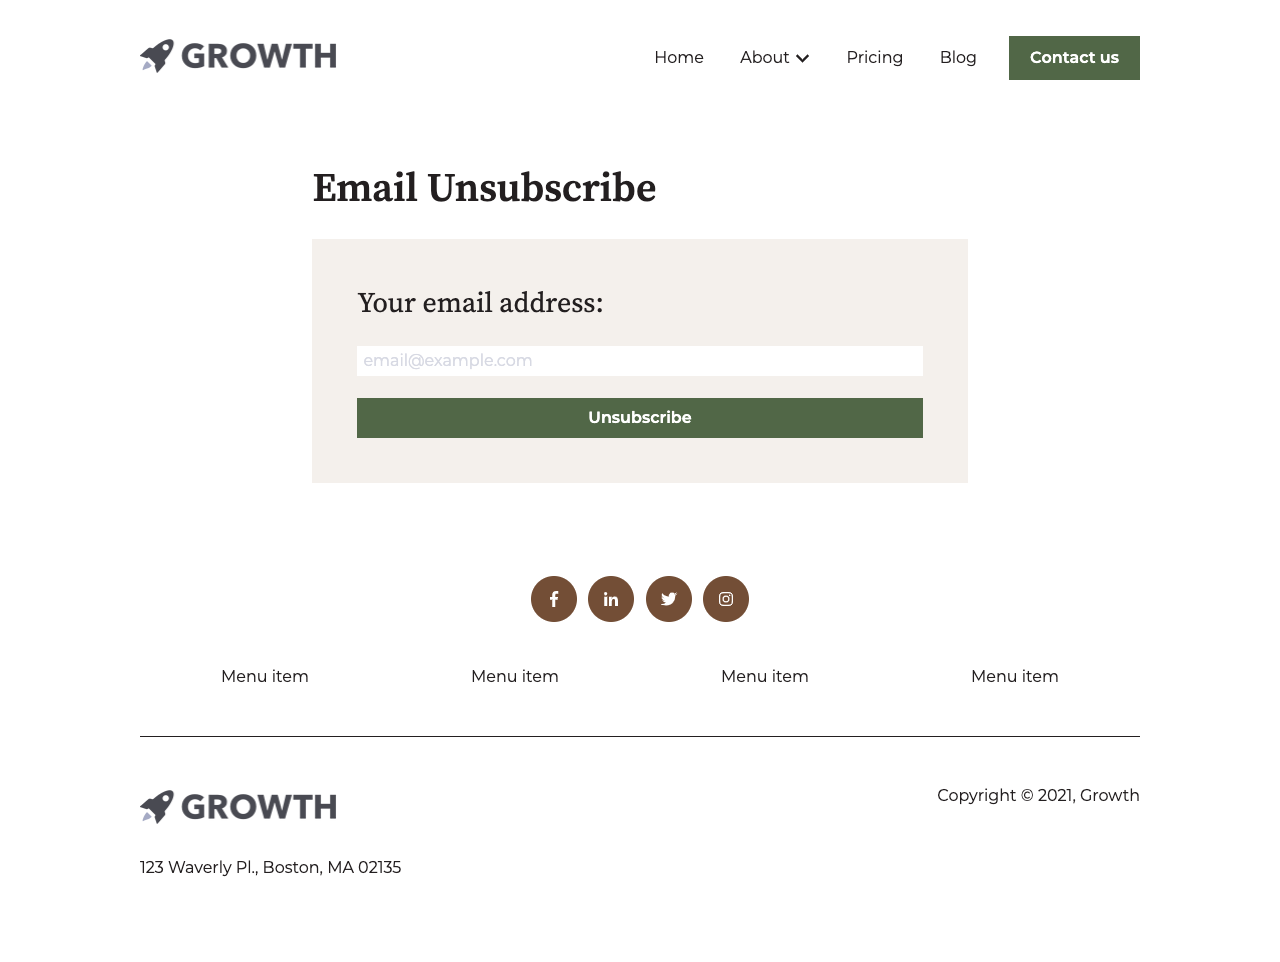 GROWTH
Home About Pricing Blog Contact us
Email Unsubscribe
Your email address:
email@example.com
Unsubscribe
Menu item Menu item Menu item Menu item
GROWTH
Copyright © 2021, Growth
123 Waverly Pl., Boston, MA 02135